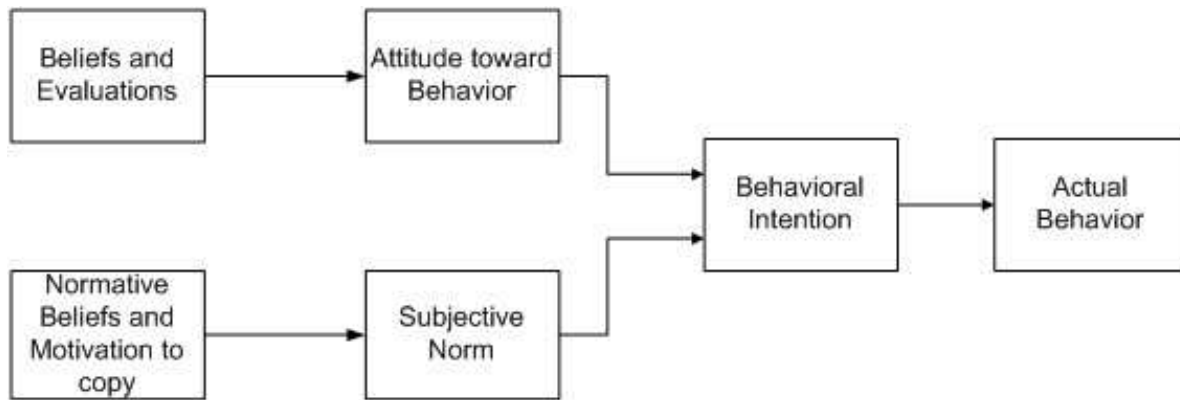 Beliefs and
Evaluations
Attitude toward
Behavior
Behavioral
Intention
Actual
Behavior
Normative
Beliefs and
Motivation to
copy
Subjective
Norm